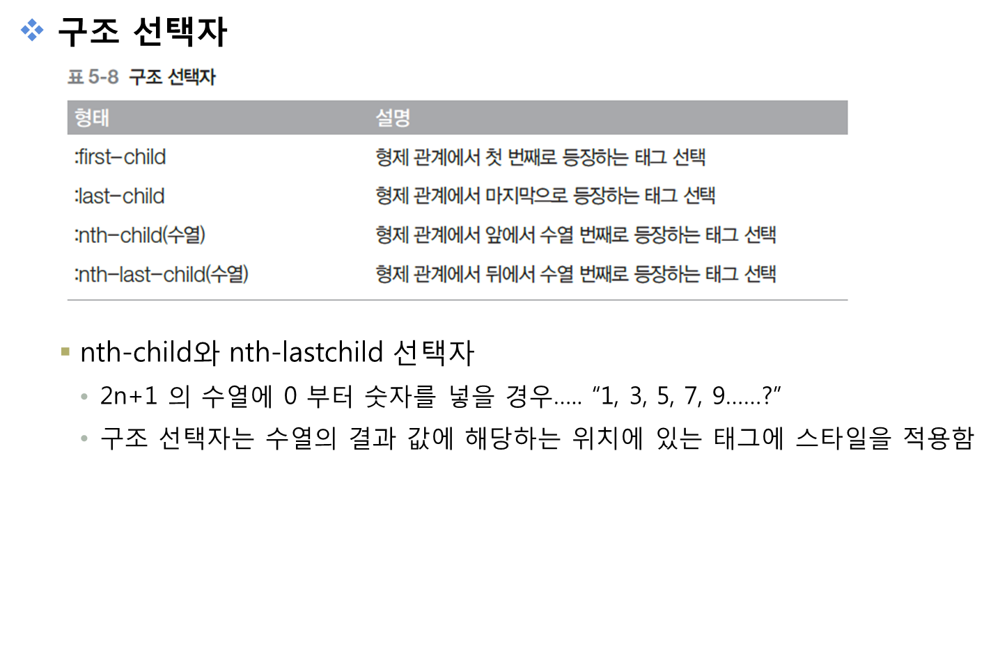 구조 선택자
표 5-8 구조 선택자
형태 설명
:first-child 형제 관계에서 첫 번째로 등장하는 태그 선택
:last-child 형제 관계에서 마지막으로 등장하는 태그 선택
:nth-child(수열) 형제 관계에서 앞에서 수열 번째로 등장하는 태그 선택
:nth-last-child(수열) 형제 관계에서 뒤에서 수열 번째로 등장하는 태그 선택
nth-child와 nth-lastchild 선택자
2n+1 의 수열에 0 부터 숫자를 넣을 경우..... “1, 3, 5, 7, 9......?”
구조 선택자는 수열의 결과 값에 해당하는 위치에 있는 태그에 스타일을 적용함